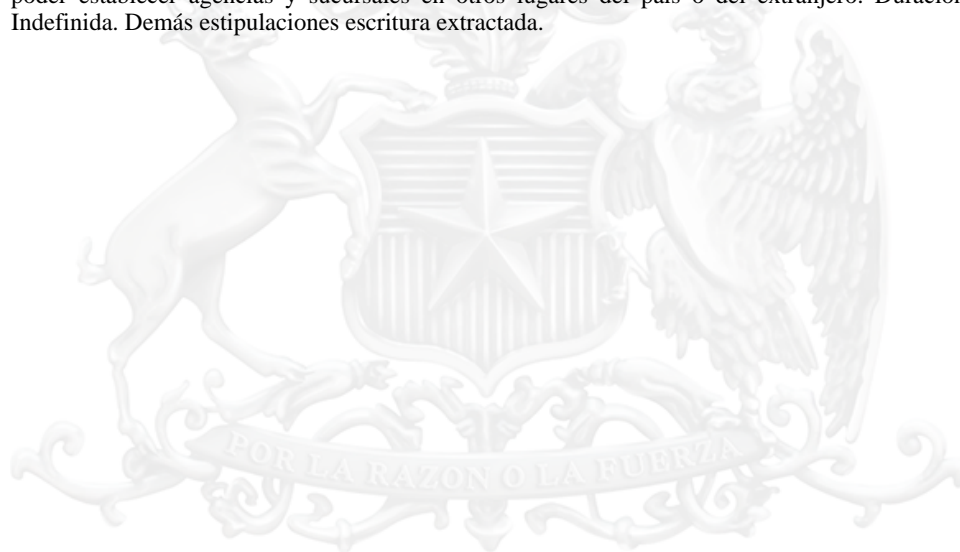 poder establecer agencias y sucursales en otros lugares del país o del extranjero. Duración:
Indefinida. Demás estipulaciones escritura extractada.
POR LA RAZON O LA FUERZA